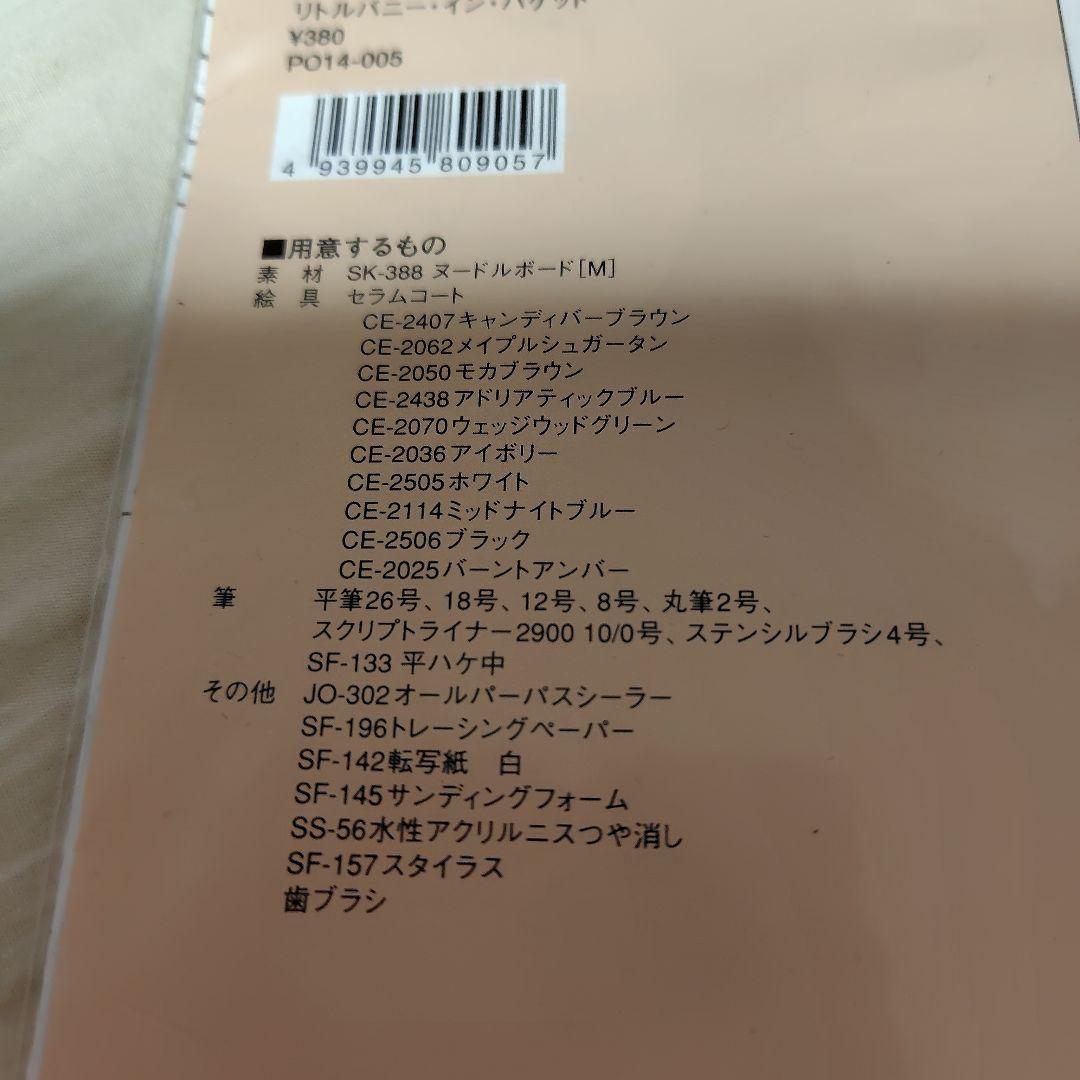 リトルバニー・イン・バケット
¥380
PO14-005
4 939945 809057
■用意するもの
素 材 SK-388 ヌードルボード[M]
絵 具 セラムコート
CE-2407キャンディバーブラウン
CE-2062メイプルシュガータン
CE-2050モカブラウン
CE-2438アドリアティックブルー
CE-2070ウェッジウッドグリーン
CE-2036アイボリー
CE-2505ホワイト
CE-2114ミッドナイトブルー
CE-2506ブラック
CE-2025バーントアンバー
筆 平筆26号、18号、12号、8号、丸筆2号、
スクリプトライナー2900 10/0号、ステンシルブラシ4号、
SF-133 平ハケ中
その他 JO-302オールパーパスシーラー
SF-196トレーシングペーパー
SF-142転写紙 白
SF-145サンディングフォーム
SS-56水性アクリルニスつや消し
SF-157スタイラス
歯ブラシ